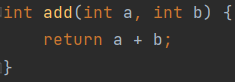 int add(int a, int b) {
    return a + b;
}